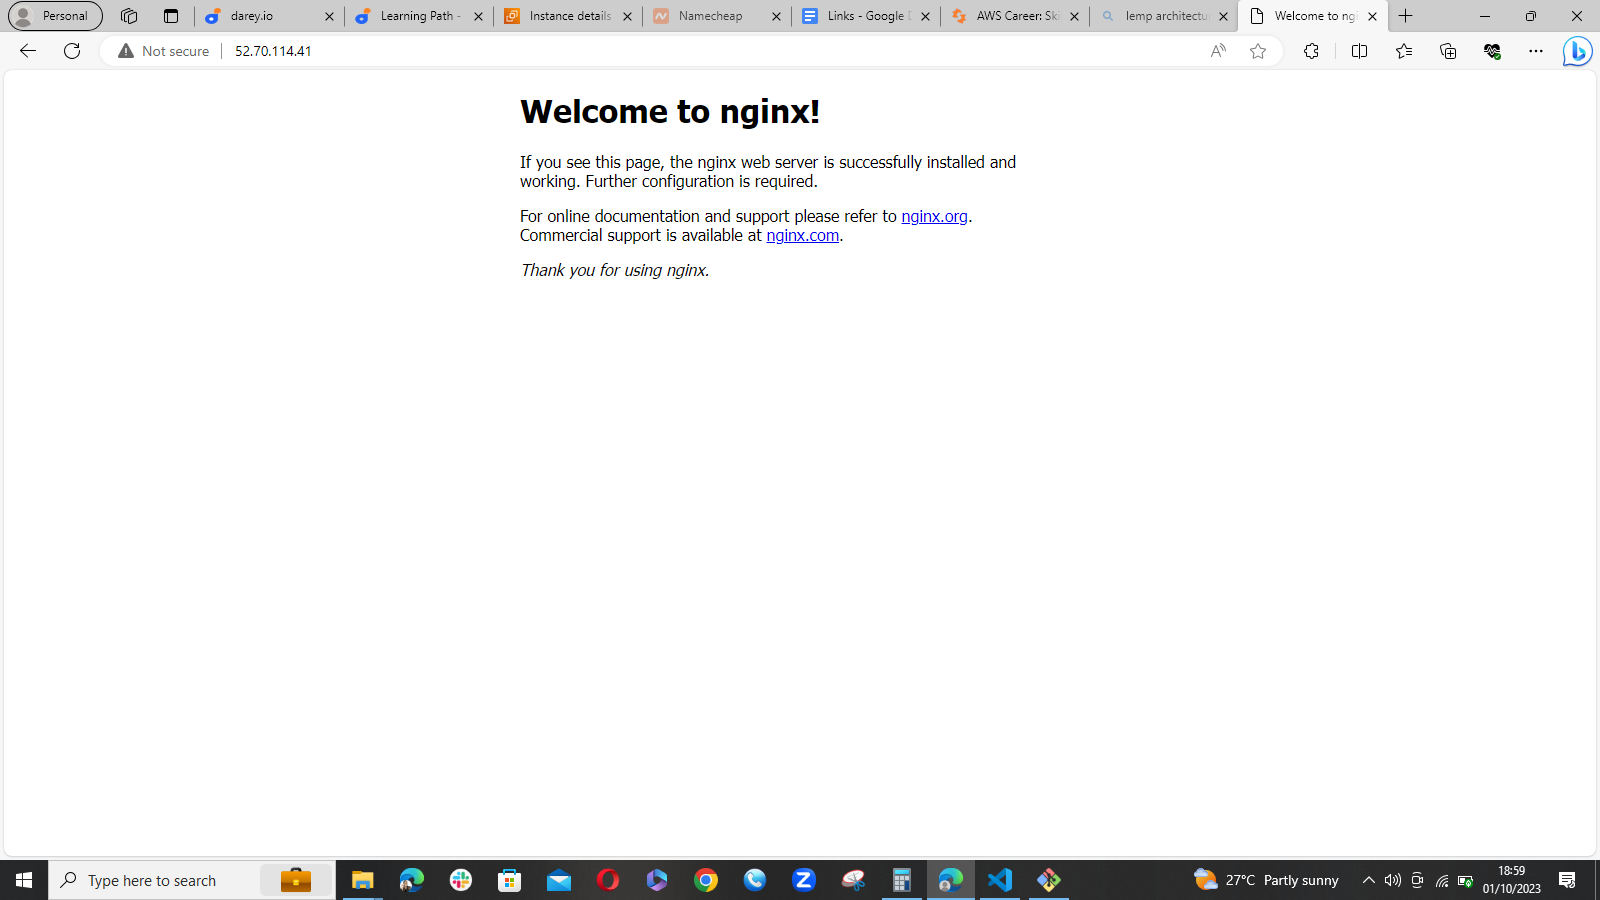 Personal
darey.io
Learning Path -
Instance details
Namecheap
Links - Google D
AWS Career: Ski
lemp architectur
Welcome to ngi
Not secure
52.70.114.41
Welcome to nginx!
If you see this page, the nginx web server is successfully installed and
working. Further configuration is required.
For online documentation and support please refer to nginx.org.
Commercial support is available at nginx.com.
Thank you for using nginx.
Type here to search
27°C Partly sunny
18:59
01/10/2023